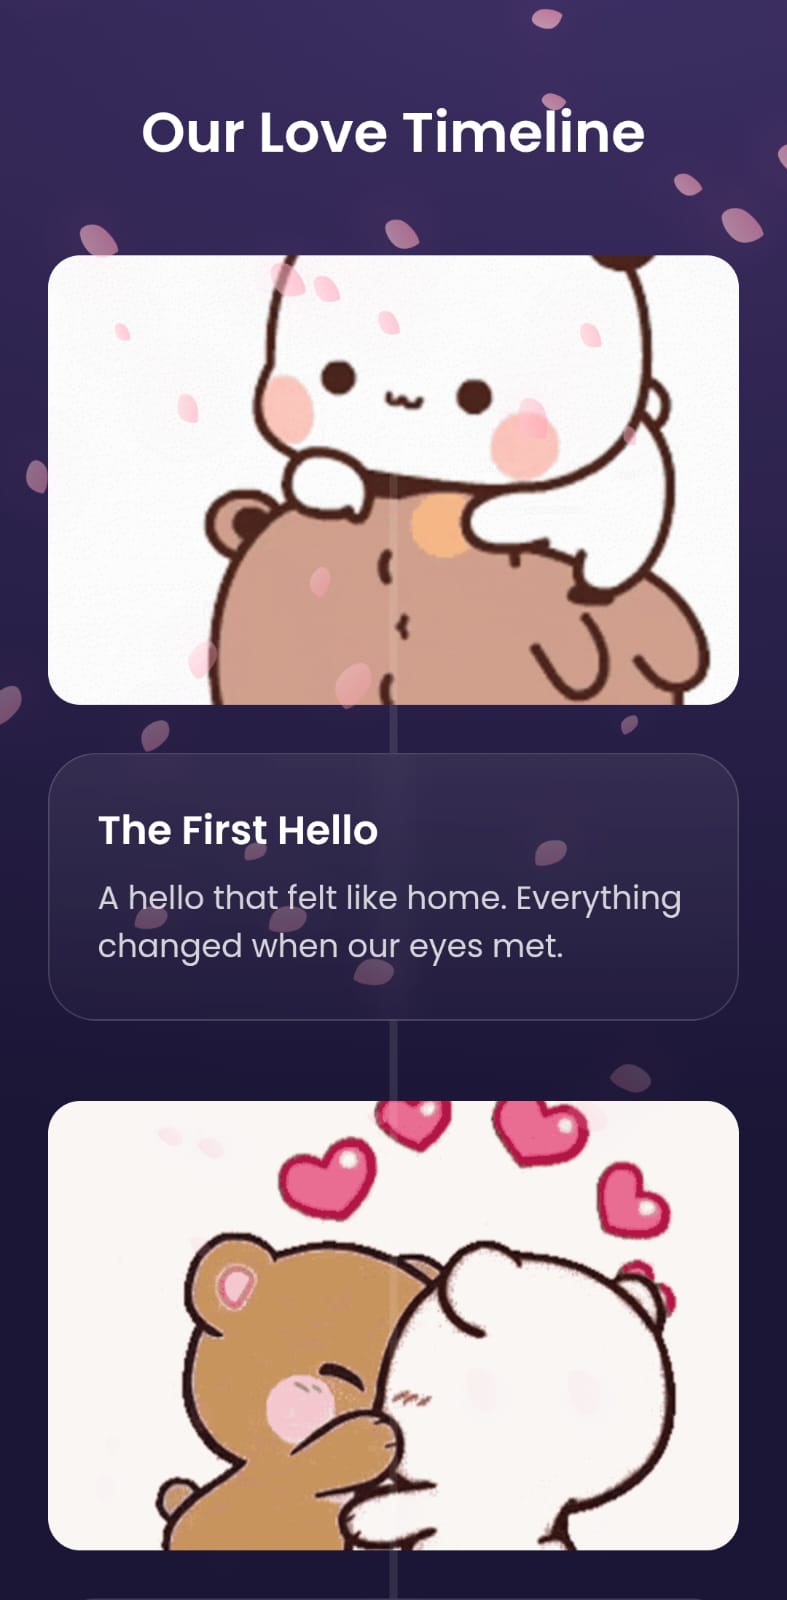 Our Love Timeline
The First Hello
A hello that felt like home. Everything
changed when our eyes met.